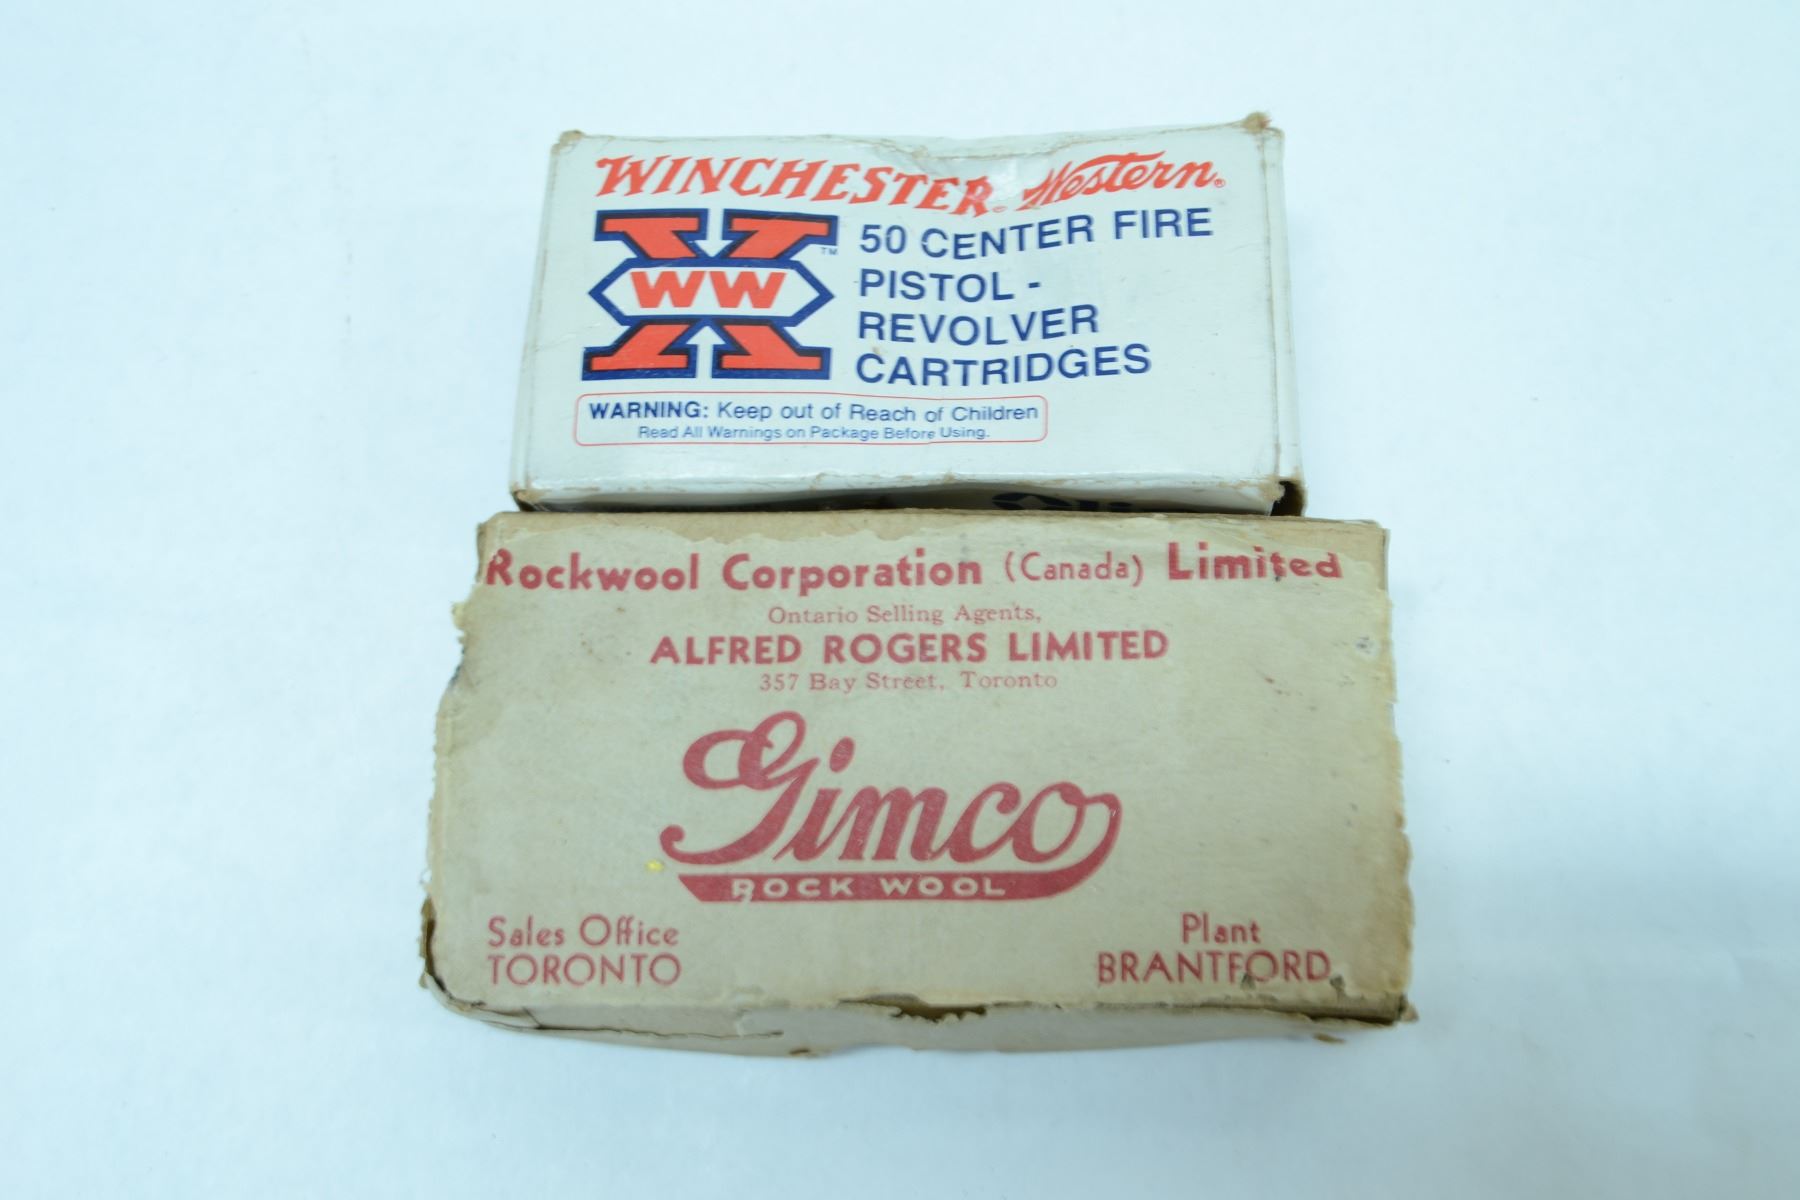 WINCHESTER® Western®
WW
TM
50 CENTER FIRE
PISTOL -
REVOLVER
CARTRIDGES
WARNING: Keep out of Reach of Children
Read All Warnings on Package Before Using.
Rockwool Corporation (Canada) Limited
Ontario Selling Agents,
ALFRED ROGERS LIMITED
357 Bay Street, Toronto
Gimco
ROCK WOOL
Sales Office
TORONTO
Plant
BRANTFORD